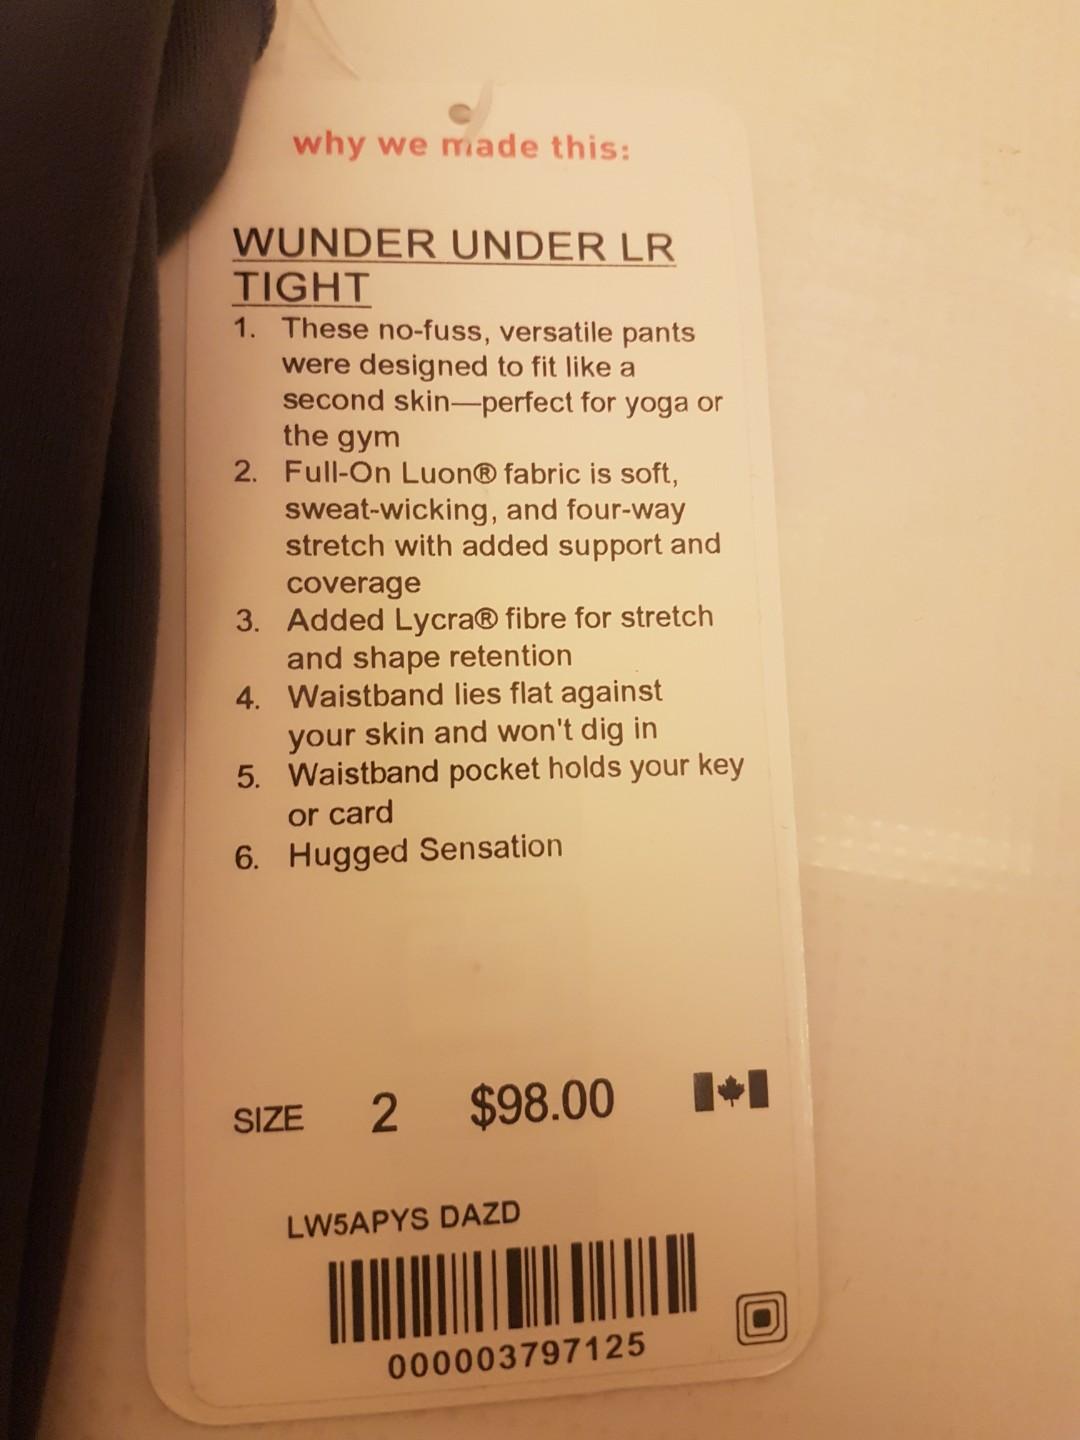 why we made this:
WUNDER UNDER LR
TIGHT
1. These no-fuss, versatile pants
were designed to fit like a
second skin—perfect for yoga or
the gym
2. Full-On Luon® fabric is soft,
sweat-wicking, and four-way
stretch with added support and
coverage
3. Added Lycra® fibre for stretch
and shape retention
4. Waistband lies flat against
your skin and won't dig in
5. Waistband pocket holds your key
or card
6. Hugged Sensation
SIZE 2 $98.00
LW5APYS DAZD
000003797125